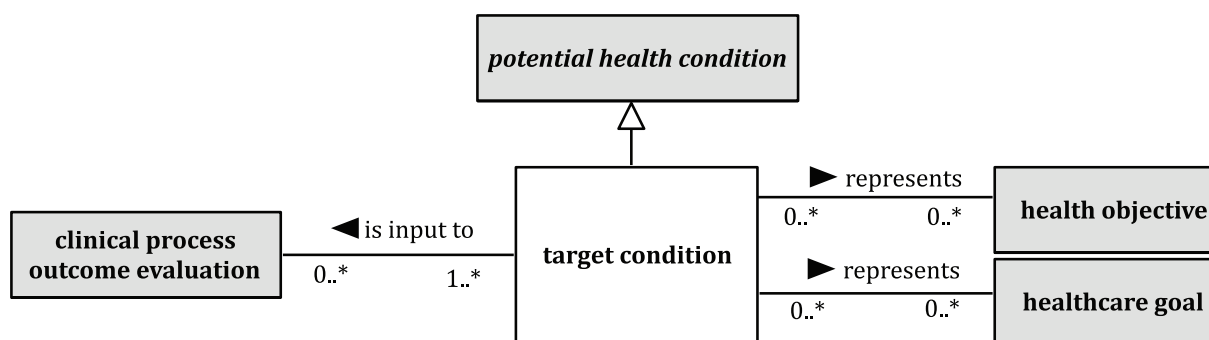 potential health condition
► represents
0..* 0..*
health objective
◄ is input to
clinical process
outcome evaluation
0..* 1..*
target condition
► represents
0..* 0..*
healthcare goal